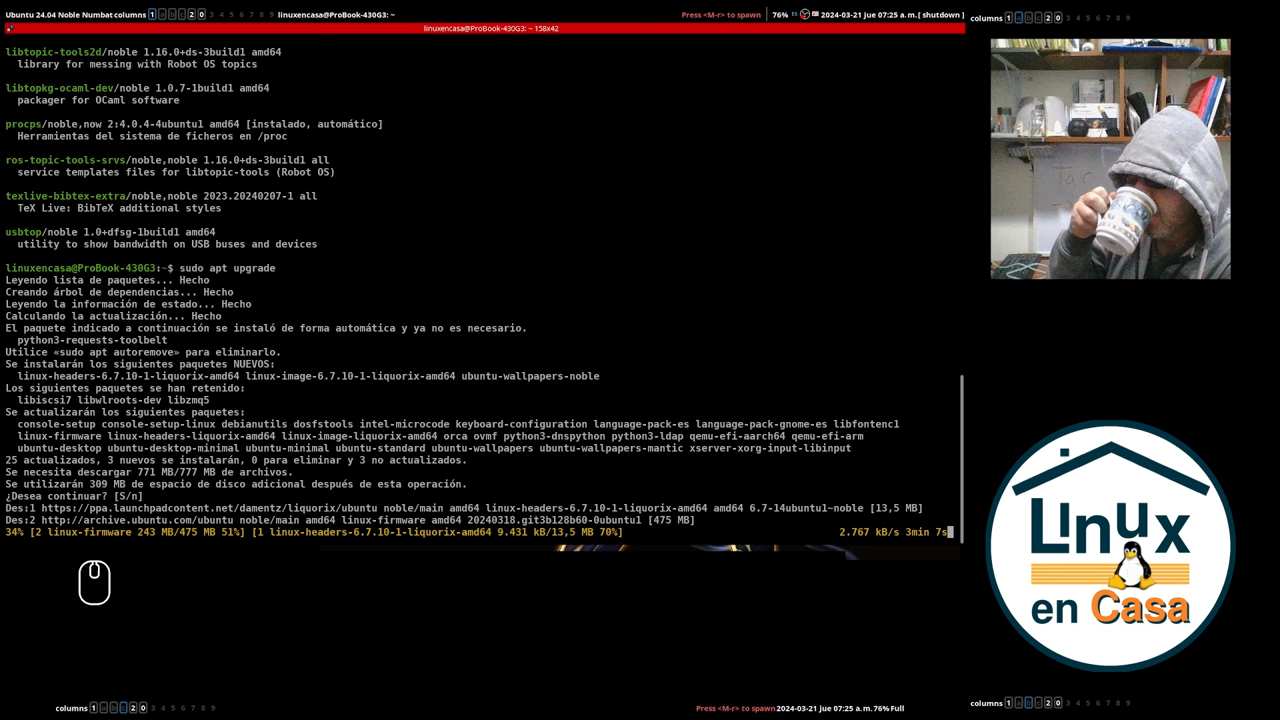 Ubuntu 24.04 Noble Numbat columns 1 a b c 2 0 3 4 5 6 7 8 9 linuxencasa@ProBook-430G3: ~ Press <M-r> to spawn 76% 2024-03-21 jue 07:25 a. m. [ shutdown ] columns 1 a b c 2 0 3 4 5 6 7 8 9
linuxencasa@ProBook-430G3: ~ 158x42
libtopic-tools2d/noble 1.16.0+ds-3build1 amd64
library for messing with Robot OS topics
libtopkg-ocaml-dev/noble 1.0.7-1build1 amd64
packager for OCaml software
procps/noble,now 2:4.0.4-4ubuntu1 amd64 [instalado, automático]
Herramientas del sistema de ficheros en /proc
ros-topic-tools-srvs/noble,noble 1.16.0+ds-3build1 all
service templates files for libtopic-tools (Robot OS)
texlive-bibtex-extra/noble,noble 2023.20240207-1 all
TeX Live: BibTeX additional styles
usbtop/noble 1.0+dfsg-1build1 amd64
utility to show bandwidth on USB buses and devices
linuxencasa@ProBook-430G3:~$ sudo apt upgrade
Leyendo lista de paquetes... Hecho
Creando árbol de dependencias... Hecho
Leyendo la información de estado... Hecho
Calculando la actualización... Hecho
El paquete indicado a continuación se instaló de forma automática y ya no es necesario.
python3-requests-toolbelt
Utilice «sudo apt autoremove» para eliminarlo.
Se instalarán los siguientes paquetes NUEVOS:
linux-headers-6.7.10-1-liquorix-amd64 linux-image-6.7.10-1-liquorix-amd64 ubuntu-wallpapers-noble
Los siguientes paquetes se han retenido:
libiscsi7 libwlroots-dev libzmq5
Se actualizarán los siguientes paquetes:
console-setup console-setup-linux debianutils dosfstools intel-microcode keyboard-configuration language-pack-es language-pack-gnome-es libfontenc1
linux-firmware linux-headers-liquorix-amd64 linux-image-liquorix-amd64 orca ovmf python3-dnspython python3-ldap qemu-efi-aarch64 qemu-efi-arm
ubuntu-desktop ubuntu-desktop-minimal ubuntu-minimal ubuntu-standard ubuntu-wallpapers ubuntu-wallpapers-mantic xserver-xorg-input-libinput
25 actualizados, 3 nuevos se instalarán, 0 para eliminar y 3 no actualizados.
Se necesita descargar 771 MB/777 MB de archivos.
Se utilizarán 309 MB de espacio de disco adicional después de esta operación.
¿Desea continuar? [S/n]
Des:1 https://ppa.launchpadcontent.net/damentz/liquorix/ubuntu noble/main amd64 linux-headers-6.7.10-1-liquorix-amd64 amd64 6.7-14ubuntu1~noble [13,5 MB]
Des:2 http://archive.ubuntu.com/ubuntu noble/main amd64 linux-firmware amd64 20240318.git3b128b60-0ubuntu1 [475 MB]
34% [2 linux-firmware 243 MB/475 MB 51%] [1 linux-headers-6.7.10-1-liquorix-amd64 9.431 kB/13,5 MB 70%] 2.767 kB/s 3min 7s
Tar
Linux
en Casa
columns 1 a b c 2 0 3 4 5 6 7 8 9 Press <M-r> to spawn 2024-03-21 jue 07:25 a. m. 76% Full columns 1 a b c 2 0 3 4 5 6 7 8 9